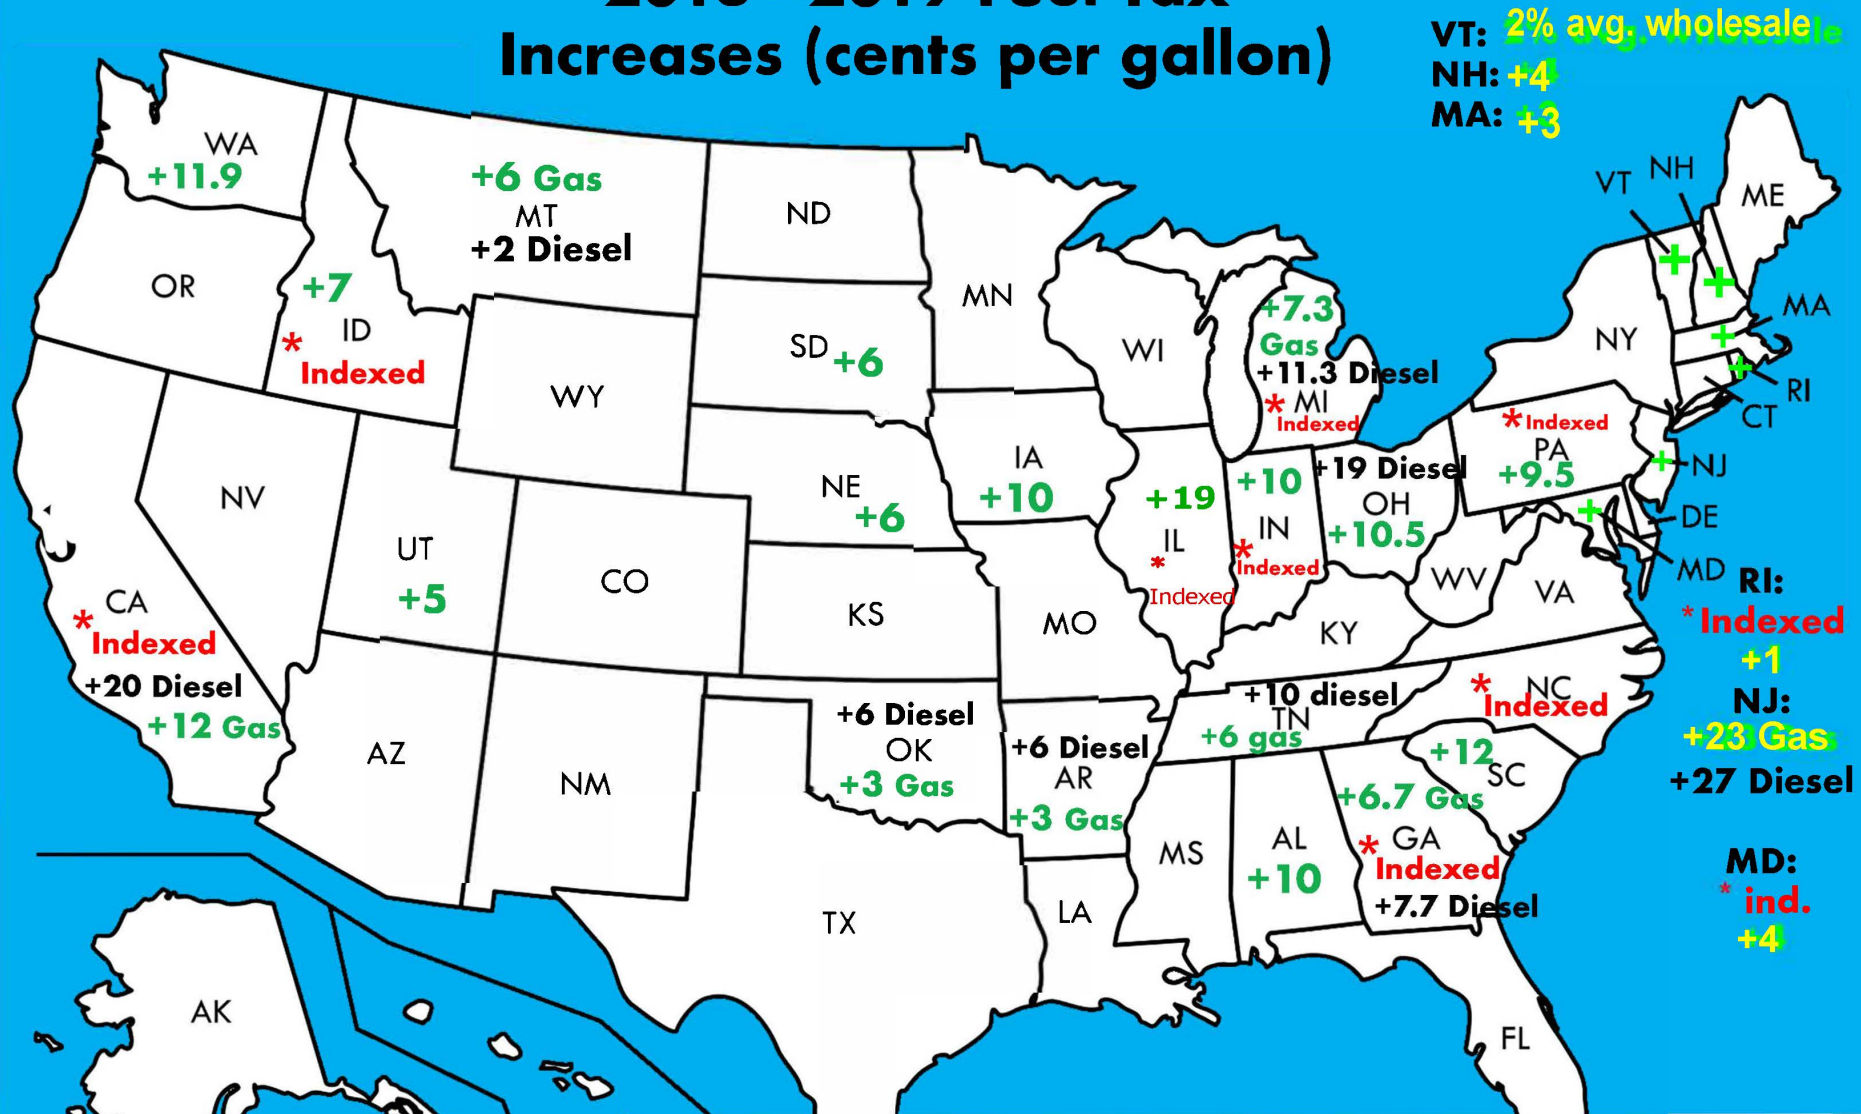 2013 - 2019 Fuel Tax
Increases (cents per gallon)
VT: 2% avg. wholesale
NH: +4
MA: +3
WA
+11.9
+6 Gas
MT
+2 Diesel
ND
OR
+7
ID
*
Indexed
WY
SD +6
MN
WI
+7.3
Gas
+11.3 Diesel
* MI
Indexed
VT
NH
ME
NY
MA
RI
CT
NV
UT
+5
CO
NE
+6
KS
IA
+10
MO
+19
IL
*
Indexed
+10
IN
*
Indexed
+19 Diesel
OH
+10.5
* Indexed
PA
+9.5
NJ
DE
MD
WV
VA
KY
CA
*
Indexed
+20 Diesel
+12 Gas
AZ
NM
+6 Diesel
OK
+3 Gas
+6 Diesel
AR
+3 Gas
+10 diesel
TN
+6 gas
* NC
Indexed
+12
SC
+6.7 Gas
* GA
Indexed
+7.7 Diesel
AL
+10
MS
LA
TX
FL
AK
RI:
* Indexed
+1
NJ:
+23 Gas
+27 Diesel
MD:
* ind.
+4